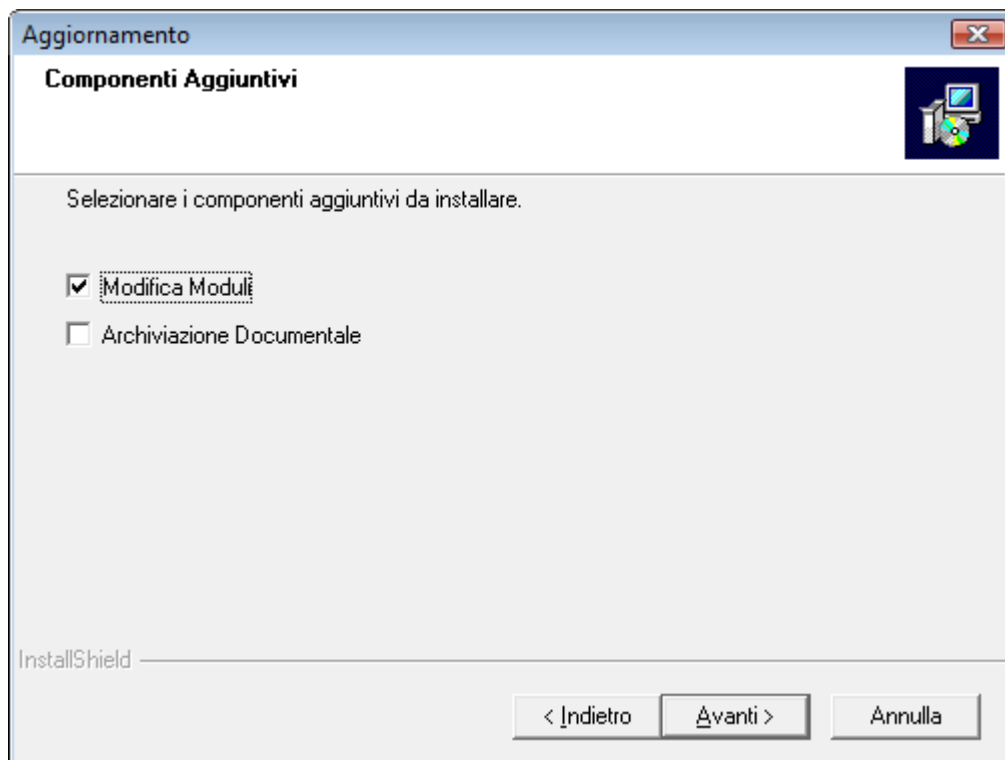 Aggiornamento
Componenti Aggiuntivi
Selezionare i componenti aggiuntivi da installare.
Modifica Moduli
Archiviazione Documentale
InstallShield
< Indietro
Avanti >
Annulla